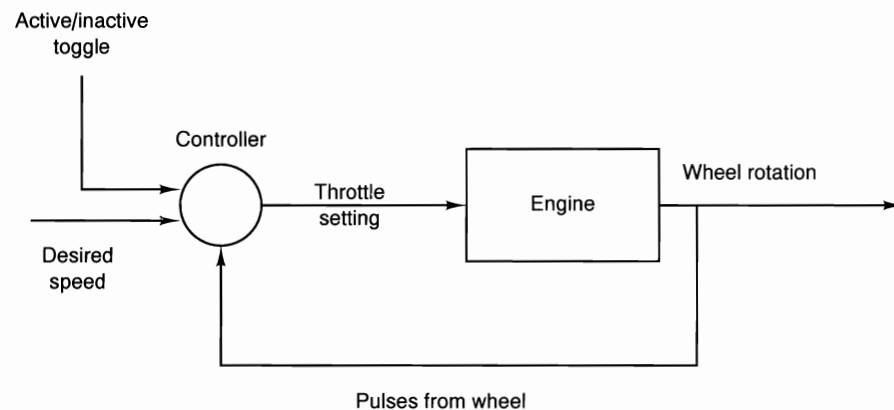 Active/inactive
toggle
Controller
Throttle
setting
Engine
Wheel rotation
Desired
speed
Pulses from wheel